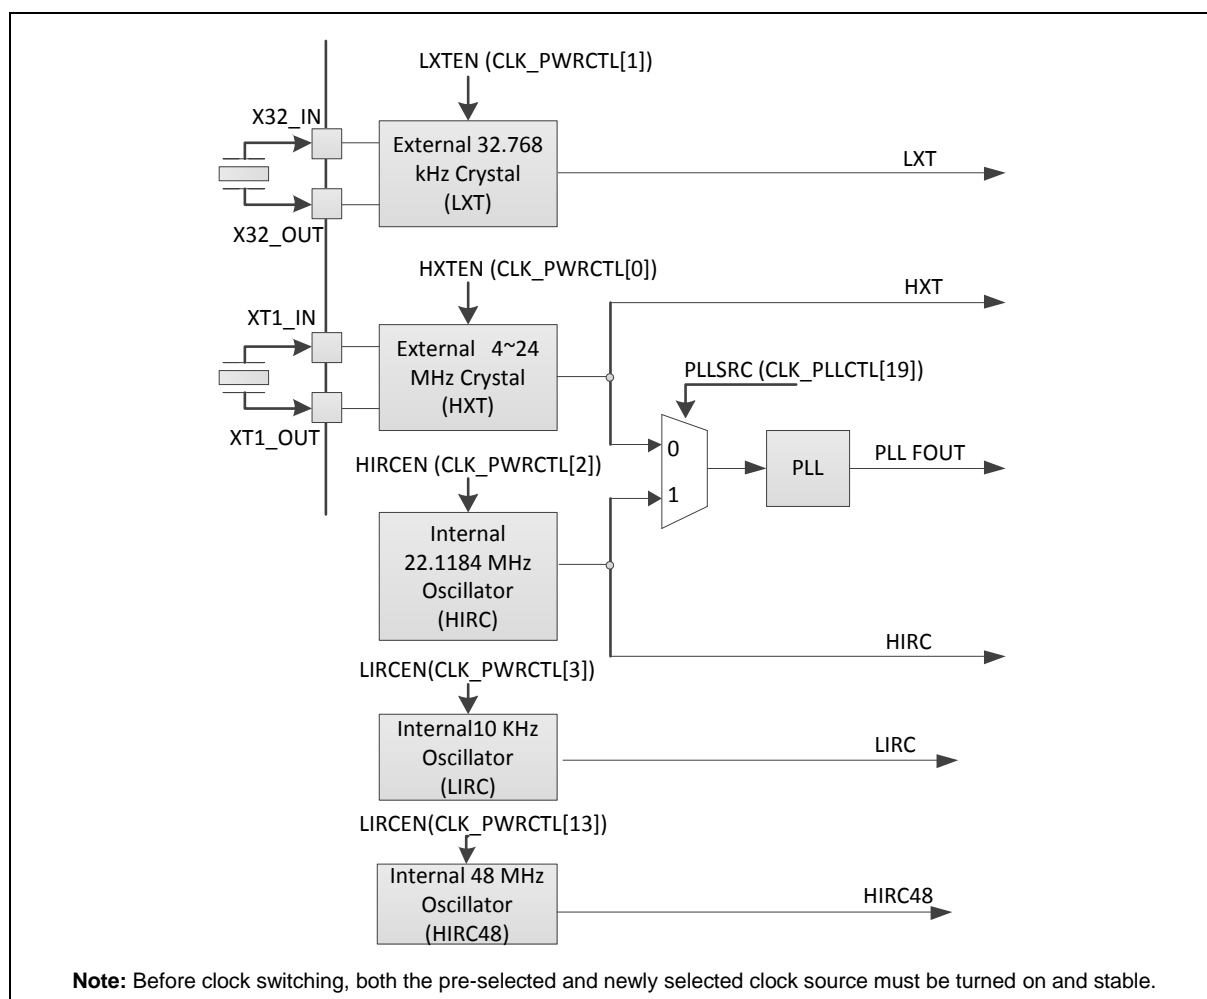 LXTEN (CLK_PWRCTL[1])
X32_IN
External 32.768
kHz Crystal
(LXT)
LXT
X32_OUT
HXTEN (CLK_PWRCTL[0])
HXT
XT1_IN
External 4~24
MHz Crystal
(HXT)
PLLSRC (CLK_PLLCTL[19])
XT1_OUT
0
HIRCEN (CLK_PWRCTL[2])
PLL
PLL FOUT
1
Internal
22.1184 MHz
Oscillator
(HIRC)
HIRC
LIRCEN(CLK_PWRCTL[3])
Internal10 KHz
Oscillator
(LIRC)
LIRC
LIRCEN(CLK_PWRCTL[13])
Internal 48 MHz
Oscillator
(HIRC48)
HIRC48
Note: Before clock switching, both the pre-selected and newly selected clock source must be turned on and stable.